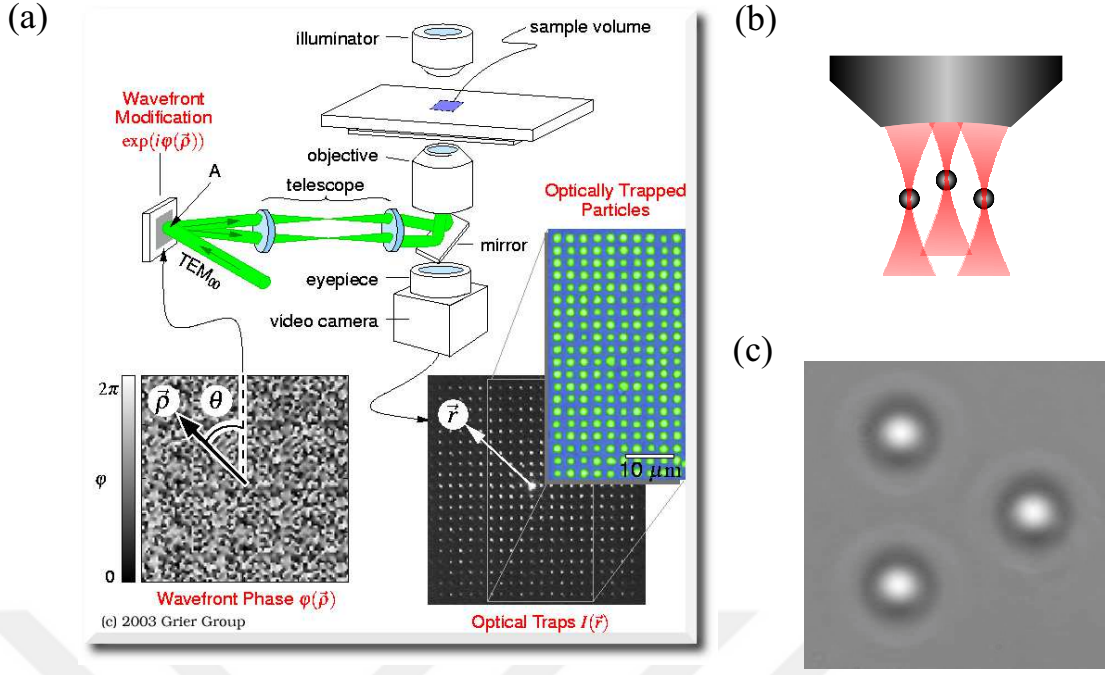 (a)
illuminator
sample volume
Wavefront
Modification
exp(iφ(ρ⃗))
A
objective
telescope
Optically Trapped
Particles
mirror
TEM₀₀
eyepiece
video camera
2π
ρ⃗
θ
φ
0
r⃗
10 μm
Wavefront Phase φ(ρ⃗)
(c) 2003 Grier Group
Optical Traps I(r⃗)
(b)
(c)